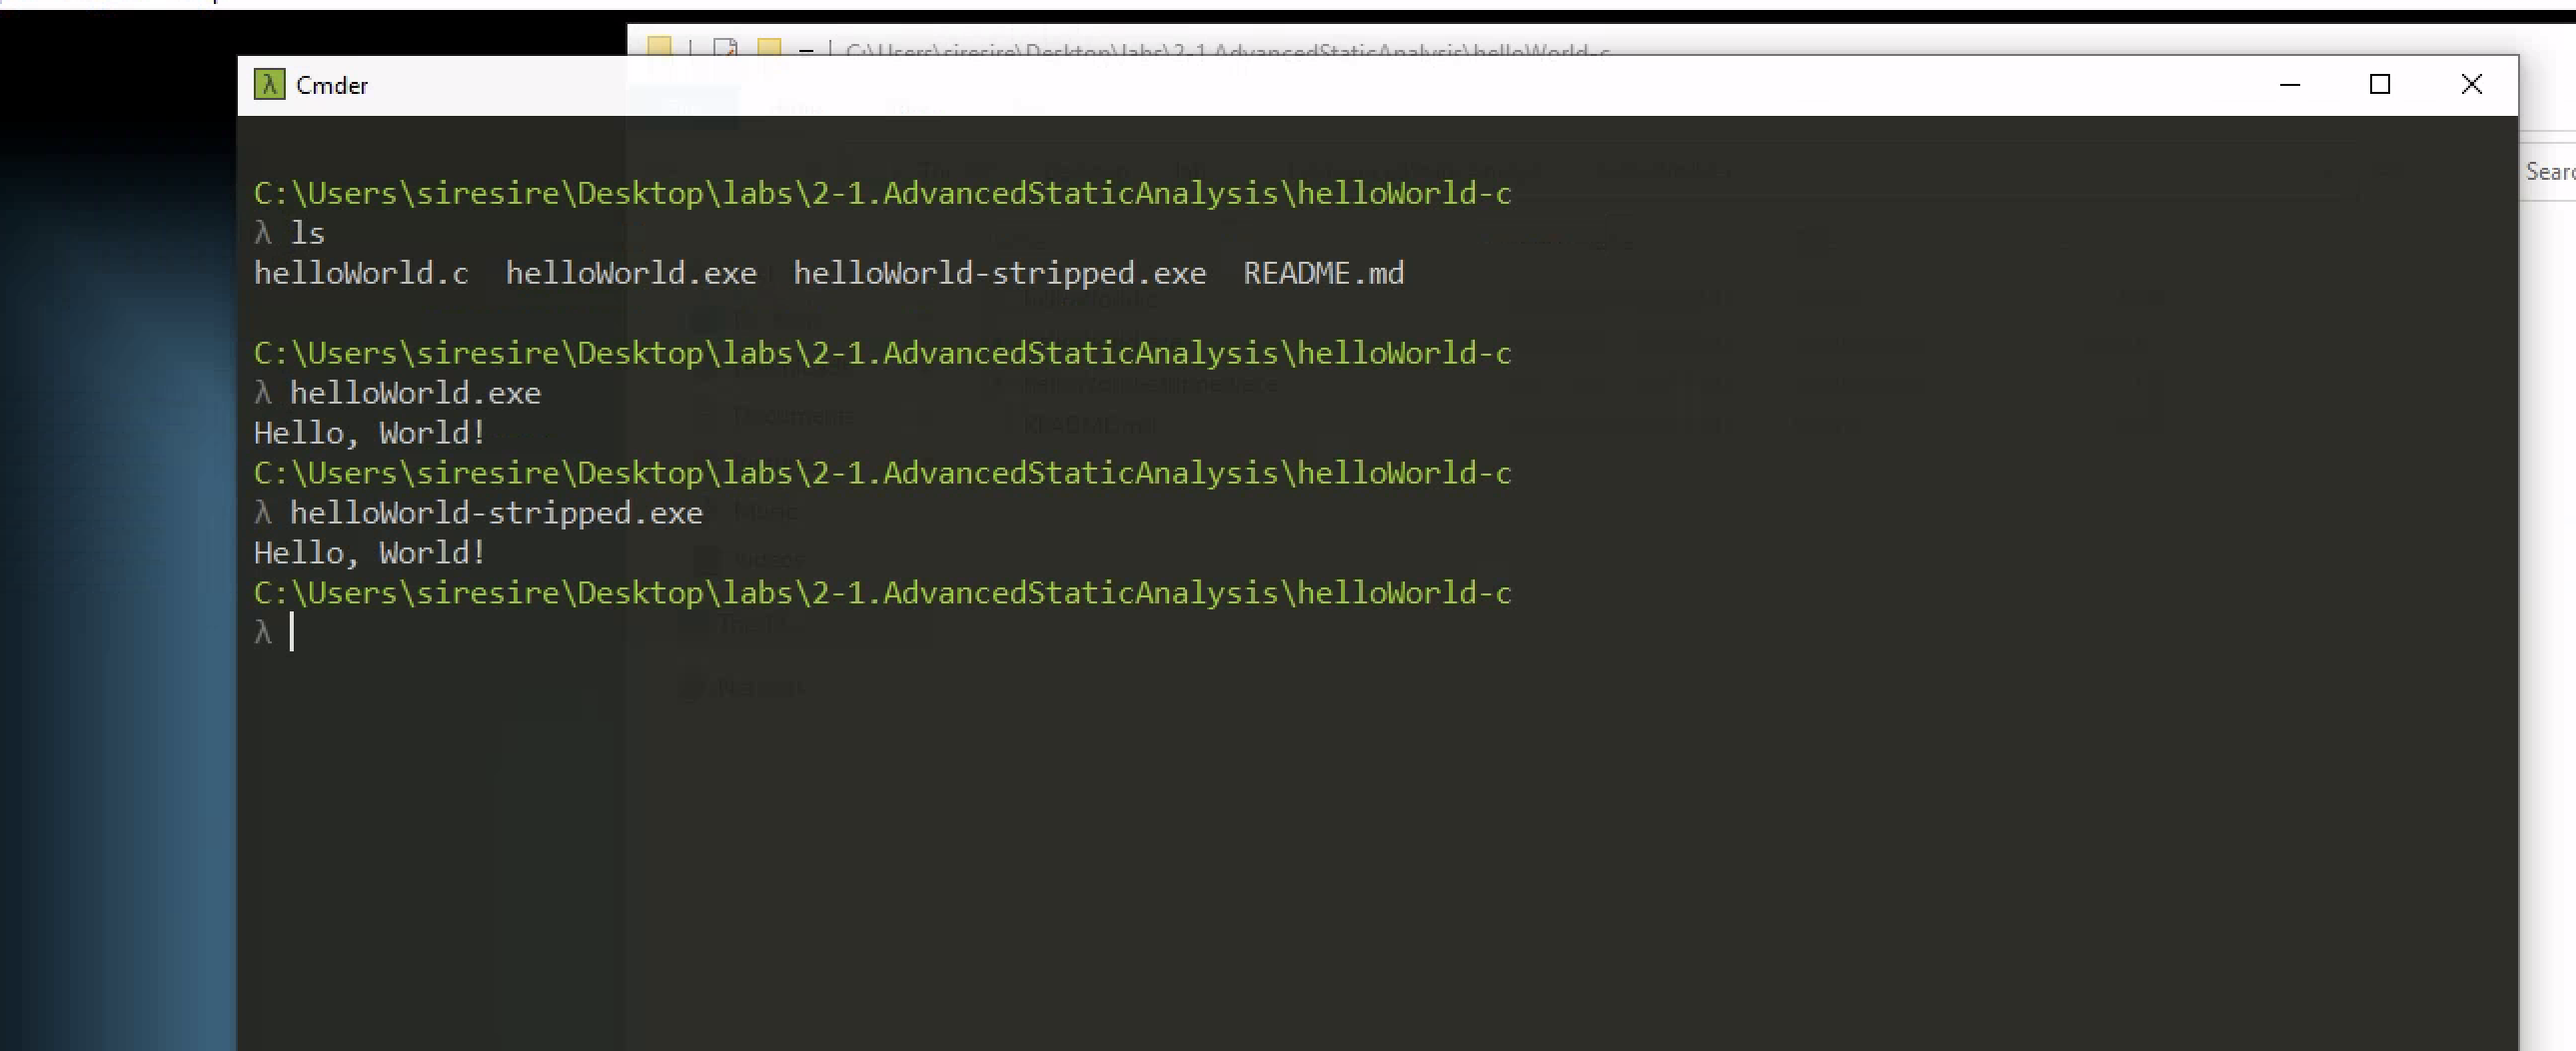 C:\Users\siresire\Desktop\labs\2-1.AdvancedStaticAnalysis\helloWorld-c
λ Cmder
Searc
C:\Users\siresire\Desktop\labs\2-1.AdvancedStaticAnalysis\helloWorld-c
λ ls
helloWorld.c  helloWorld.exe  helloWorld-stripped.exe  README.md
C:\Users\siresire\Desktop\labs\2-1.AdvancedStaticAnalysis\helloWorld-c
λ helloWorld.exe
Hello, World!
C:\Users\siresire\Desktop\labs\2-1.AdvancedStaticAnalysis\helloWorld-c
λ helloWorld-stripped.exe
Hello, World!
C:\Users\siresire\Desktop\labs\2-1.AdvancedStaticAnalysis\helloWorld-c
λ